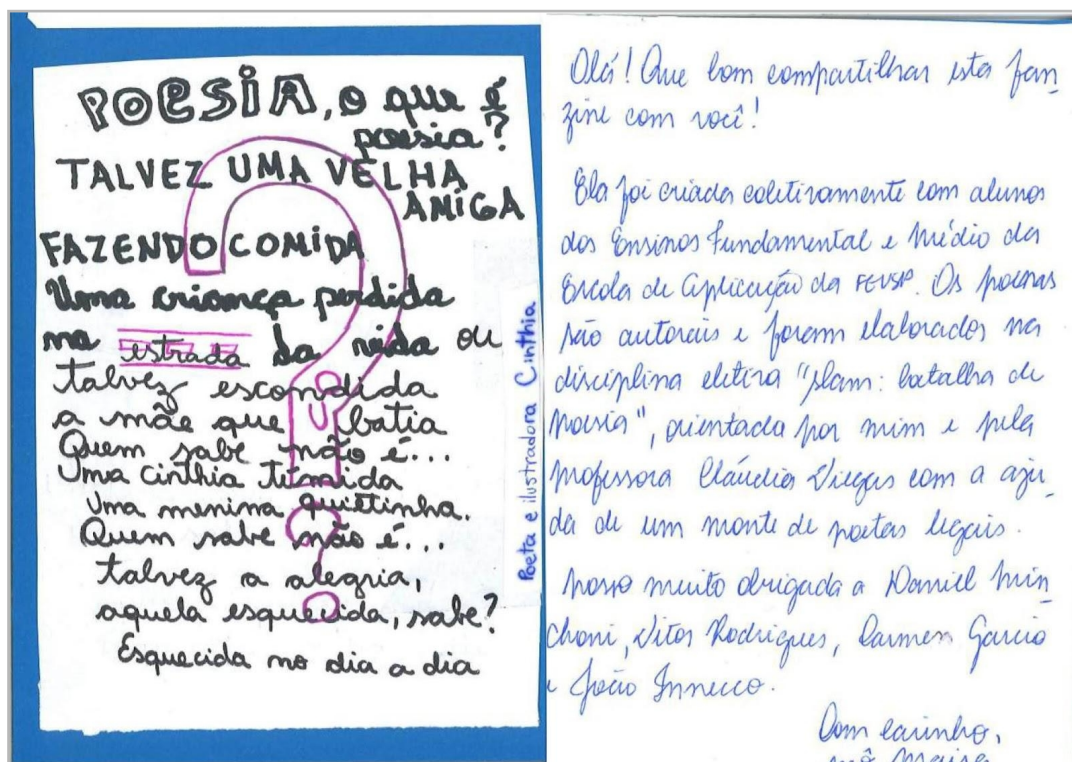 POESIA, o que é
poesia?
TALVEZ UMA VELHA
AMIGA
FAZENDO COMIDA
Uma criança perdida
na estrada da vida ou
talvez escondida
a mãe que batia
Quem sabe não é...
Uma cinthia
Uma menina quietinha.
Quem sabe não é...
talvez a alegria,
aquela esquecida, sabe?
Esquecida no dia a dia
Poeta e ilustradora Cinthia
Olá! Que bom compartilhar esta fan_
zine com você!
Ela foi criada coletivamente com alunos
dos Ensinos Fundamental e Médio da
Escola de Aplicação da FEUSP. Os poemas
são autorais e foram elaborados na
disciplina eletiva "slam: batalha de
poesia", orientada por mim e pela
professora Cláudia Viegas com a aju_
da de um monte de poetas legais.
Nosso muito obrigada a Daniel Min_
choni, Vitor Rodrigues, Carmen Garcia
e João Innecco.
Com carinho,